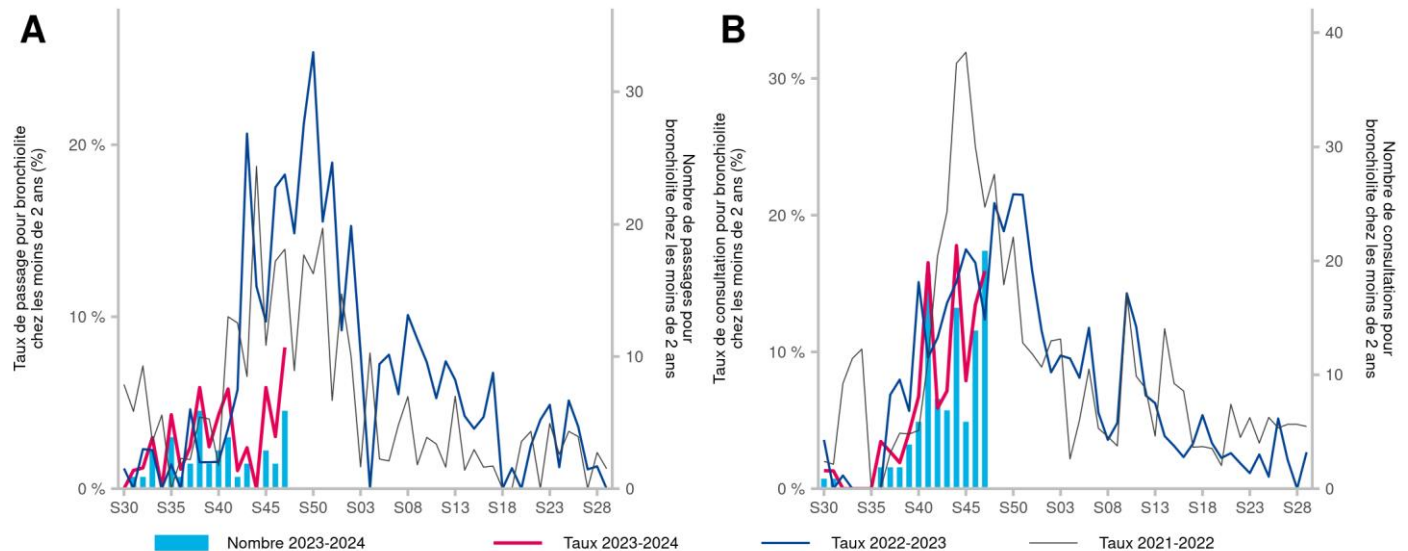 A
Taux de passage pour bronchiolite
chez les moins de 2 ans (%)
20 %
10 %
0 %
30
20
10
0
Nombre de passages pour
bronchiolite chez les moins de 2 ans
S30 S35 S40 S45 S50 S03 S08 S13 S18 S23 S28
B
Taux de consultation pour bronchiolite
chez les moins de 2 ans (%)
30 %
20 %
10 %
0 %
40
30
20
10
0
Nombre de consultations pour
bronchiolite chez les moins de 2 ans
S30 S35 S40 S45 S50 S03 S08 S13 S18 S23 S28
Nombre 2023-2024 Taux 2023-2024 Taux 2022-2023 Taux 2021-2022